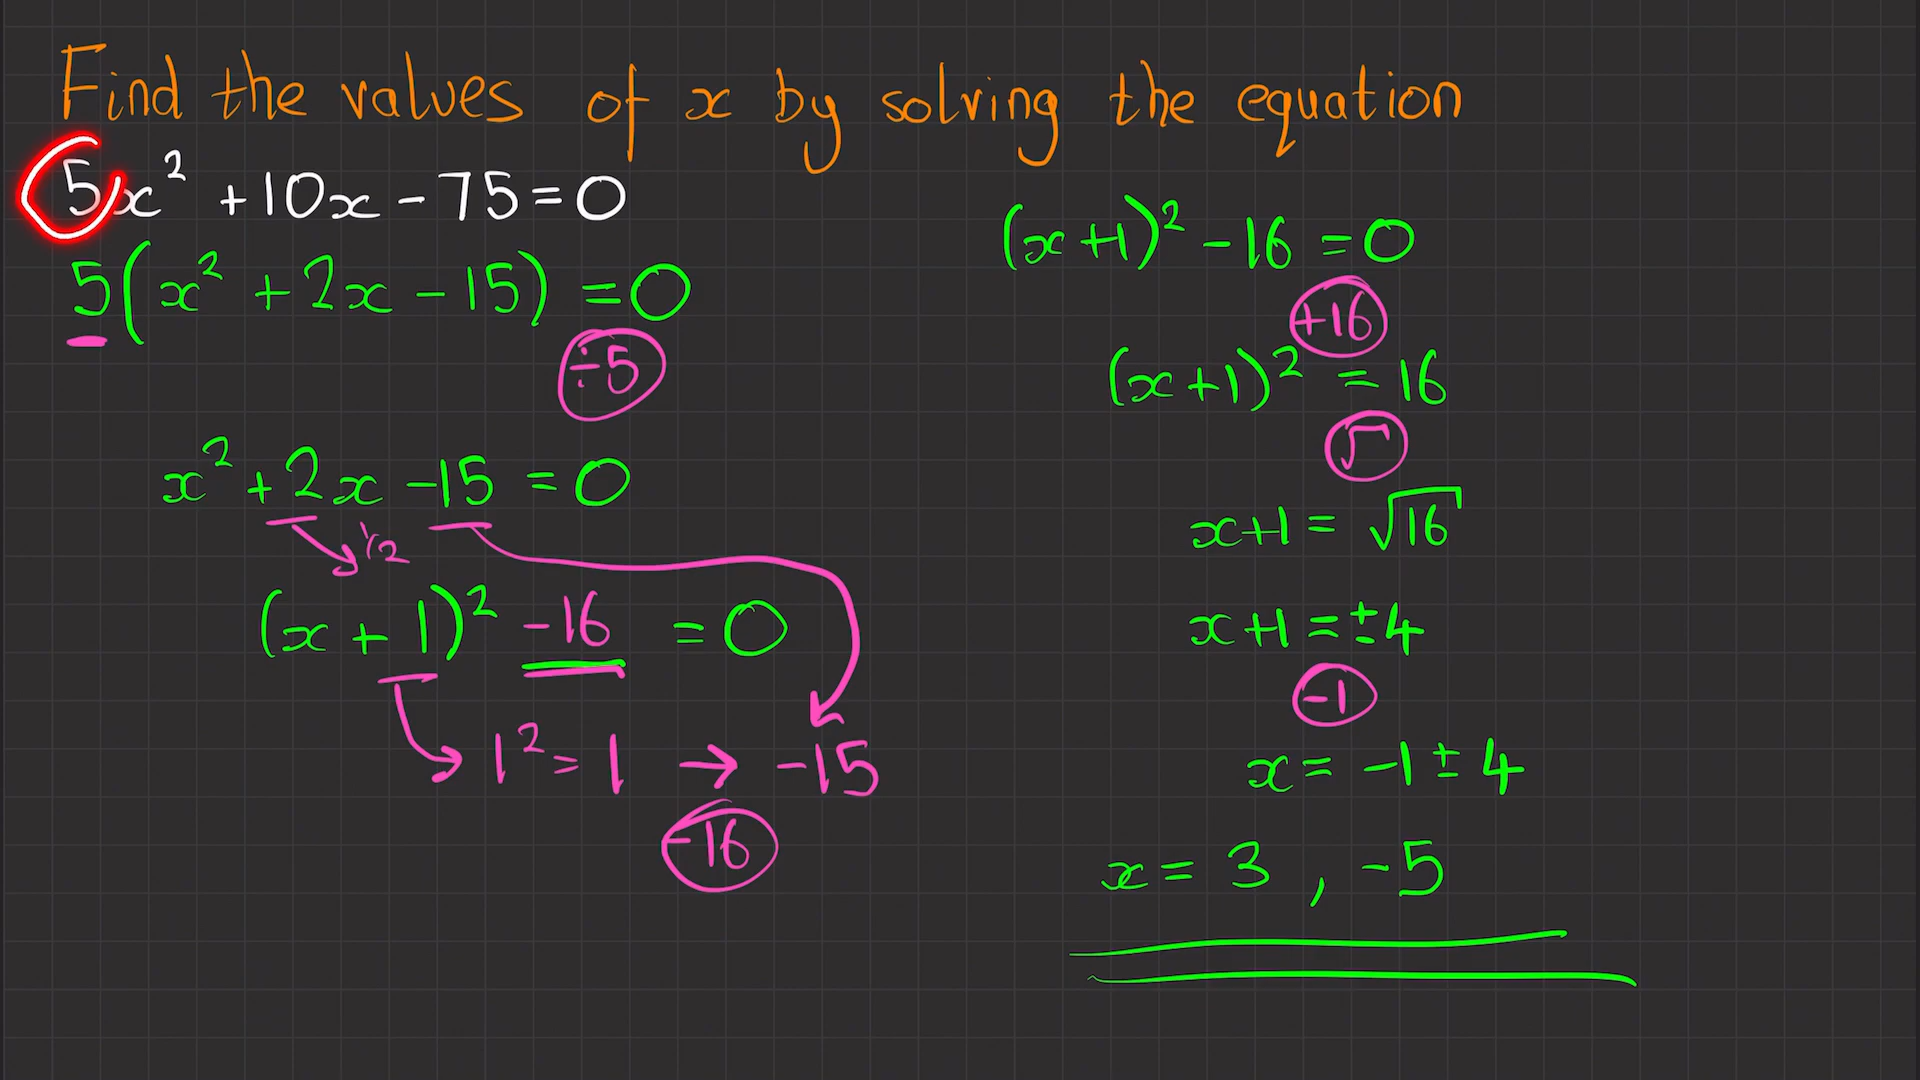 Find the values of x by solving the equation
5x² +10x - 75 = 0
5(x² + 2x - 15) = 0
÷5
x² + 2x - 15 = 0
1/2
(x + 1)² -16 = 0
1² = 1 → -15
-16
(x+1)² - 16 = 0
+16
(x+1)² = 16
√
x+1 = √16
x+1 = ±4
-1
x = -1 ± 4
x = 3 , -5